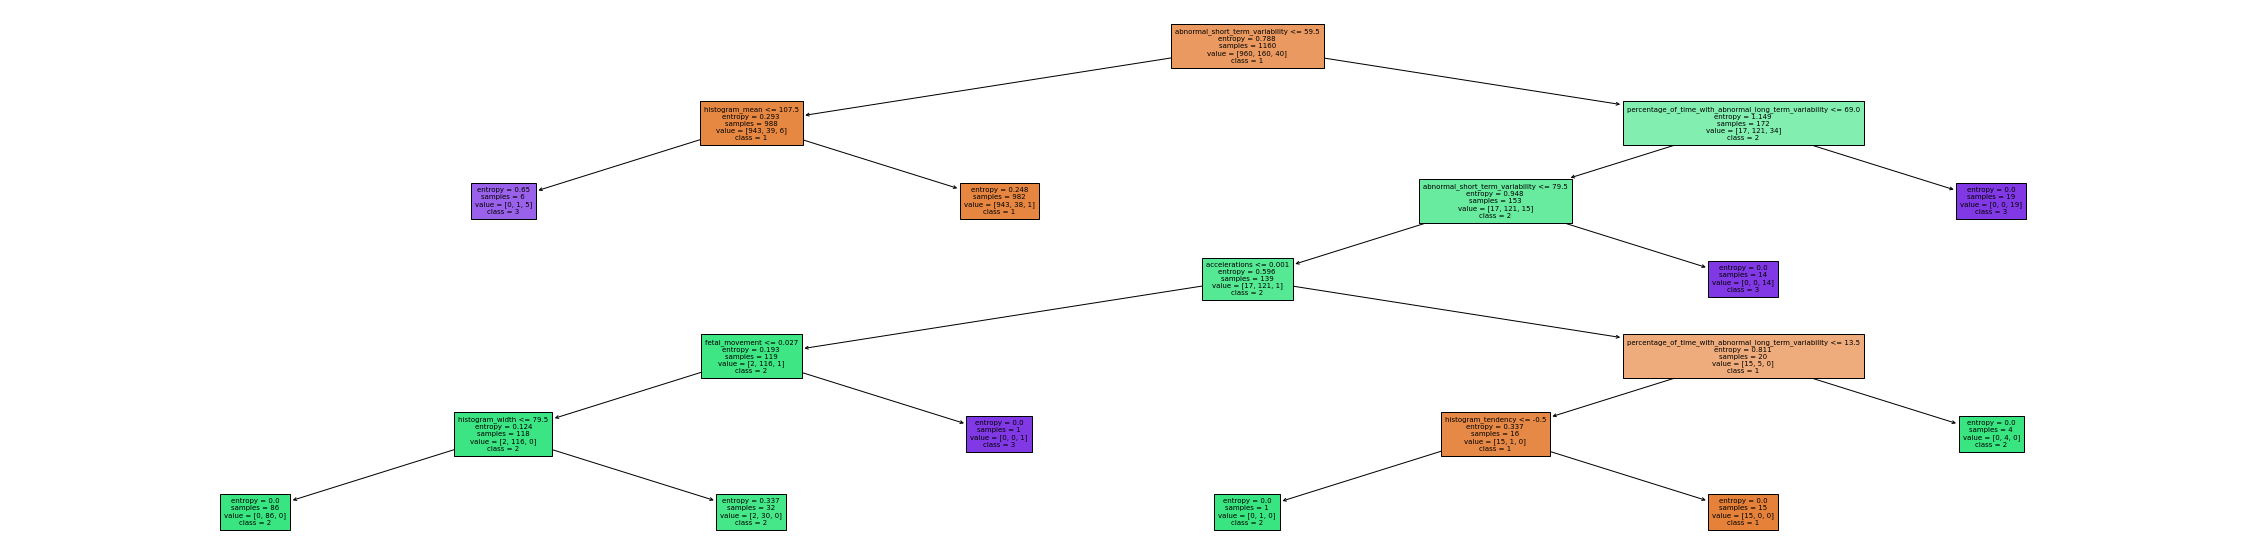 abnormal_short_term_variability <= 59.5
entropy = 0.788
samples = 1160
value = [960, 160, 40]
class = 1
histogram_mean <= 107.5
entropy = 0.293
samples = 988
value = [943, 39, 6]
class = 1
percentage_of_time_with_abnormal_long_term_variability <= 69.0
entropy = 1.149
samples = 172
value = [17, 121, 34]
class = 2
entropy = 0.65
samples = 6
value = [0, 1, 5]
class = 3
entropy = 0.248
samples = 982
value = [943, 38, 1]
class = 1
abnormal_short_term_variability <= 79.5
entropy = 0.948
samples = 153
value = [17, 121, 15]
class = 2
entropy = 0.0
samples = 19
value = [0, 0, 19]
class = 3
accelerations <= 0.001
entropy = 0.596
samples = 139
value = [17, 121, 1]
class = 2
entropy = 0.0
samples = 14
value = [0, 0, 14]
class = 3
fetal_movement <= 0.027
entropy = 0.193
samples = 119
value = [2, 116, 1]
class = 2
percentage_of_time_with_abnormal_long_term_variability <= 13.5
entropy = 0.811
samples = 20
value = [15, 5, 0]
class = 1
histogram_width <= 79.5
entropy = 0.124
samples = 118
value = [2, 116, 0]
class = 2
entropy = 0.0
samples = 1
value = [0, 0, 1]
class = 3
histogram_tendency <= -0.5
entropy = 0.337
samples = 16
value = [15, 1, 0]
class = 1
entropy = 0.0
samples = 4
value = [0, 4, 0]
class = 2
entropy = 0.0
samples = 86
value = [0, 86, 0]
class = 2
entropy = 0.337
samples = 32
value = [2, 30, 0]
class = 2
entropy = 0.0
samples = 1
value = [0, 1, 0]
class = 2
entropy = 0.0
samples = 15
value = [15, 0, 0]
class = 1